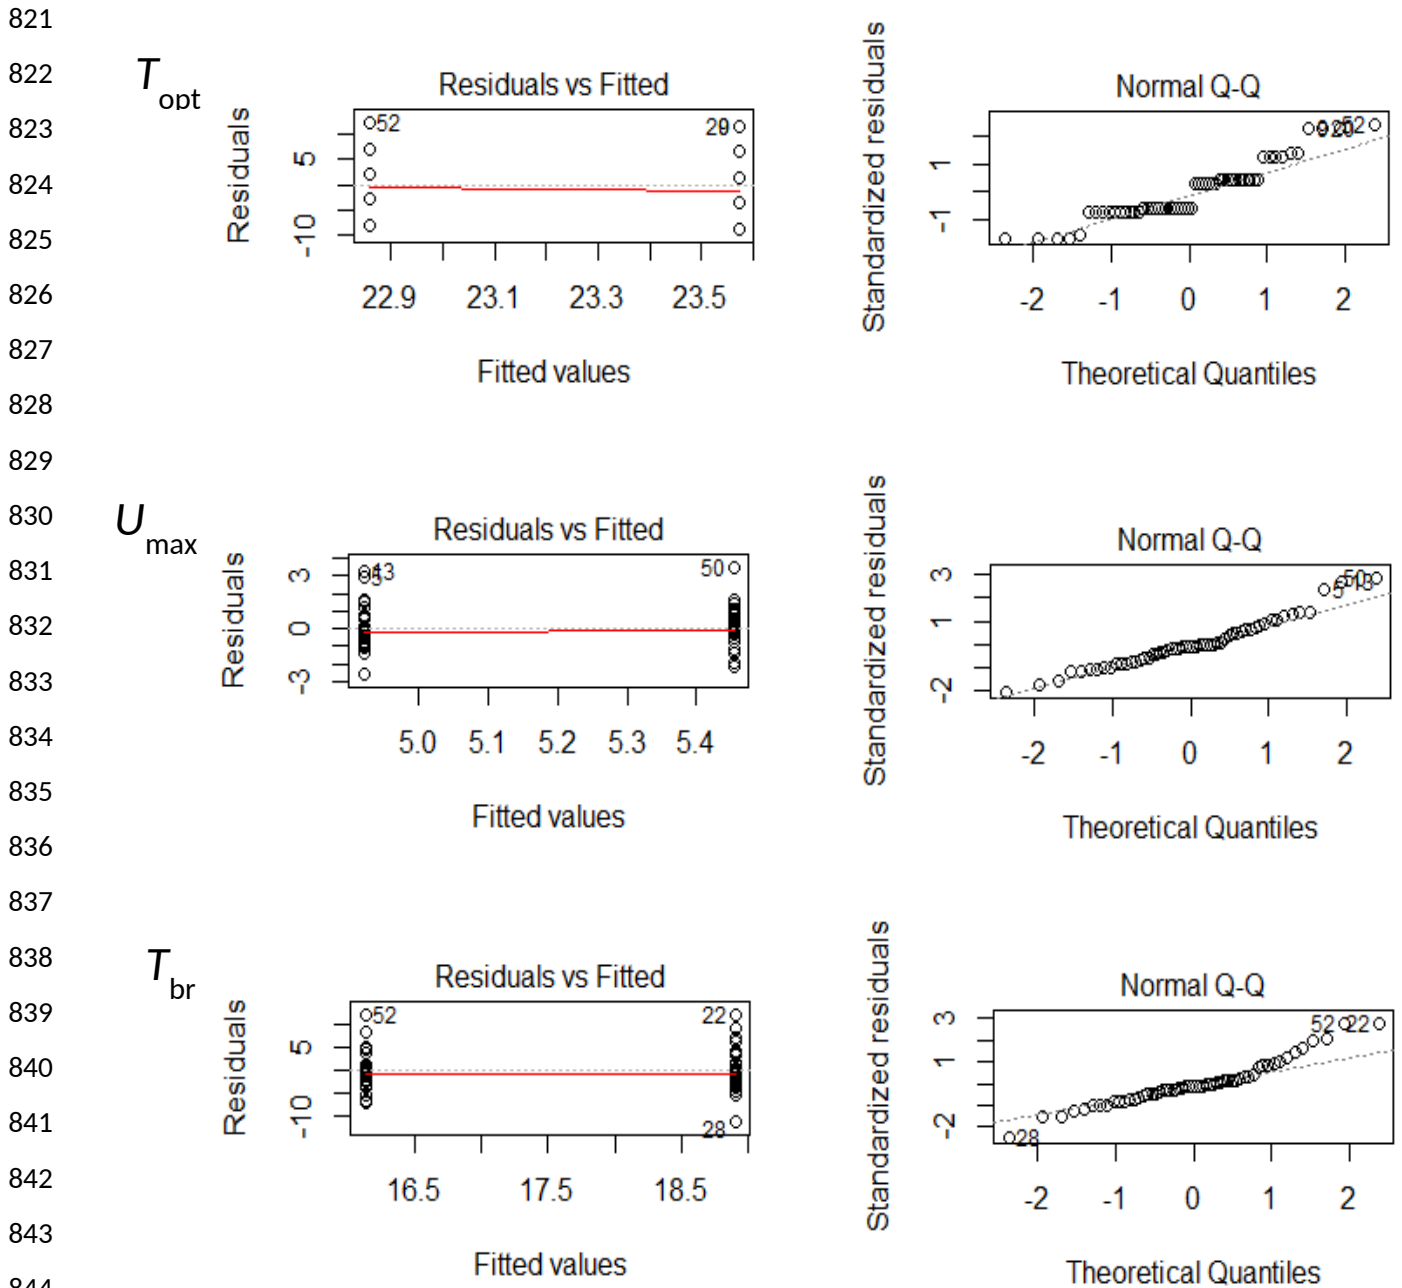 821
822
T opt
Residuals vs Fitted
Normal Q-Q
823
Residuals
5
-10
52
29
Standardized residuals
1
-1
52
824
825
826
22.9 23.1 23.3 23.5
-2 -1 0 1 2
827
Fitted values
Theoretical Quantiles
828
829
830
U max
Residuals vs Fitted
Normal Q-Q
831
Residuals
3
0
-3
43
5
50
Standardized residuals
3
1
-2
832
833
834
5.0 5.1 5.2 5.3 5.4
-2 -1 0 1 2
835
Fitted values
Theoretical Quantiles
836
837
838
T br
Residuals vs Fitted
Normal Q-Q
839
Residuals
5
-10
52
22
28
Standardized residuals
3
1
-2
52 22
28
840
841
842
16.5 17.5 18.5
-2 -1 0 1 2
843
Fitted values
Theoretical Quantiles
844